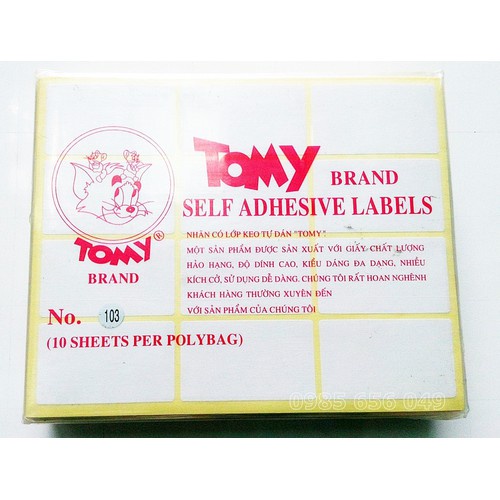 TOMY BRAND
SELF ADHESIVE LABELS
NHÃN CÓ LỚP KEO TỰ DÁN "TOMY".
MỘT SẢN PHẨM ĐƯỢC SẢN XUẤT VỚI GIẤY CHẤT LƯỢNG
HẢO HẠNG, ĐỘ DÍNH CAO, KIỂU DÁNG ĐA DẠNG, NHIỀU
KÍCH CỞ, SỬ DỤNG DỄ DÀNG. CHÚNG TÔI RẤT HOAN NGHÊNH
KHÁCH HÀNG THƯỜNG XUYÊN ĐẾN
VỚI SẢN PHẨM CỦA CHÚNG TÔI
TOMY®
BRAND
No. 103
(10 SHEETS PER POLYBAG)
0985 656 049